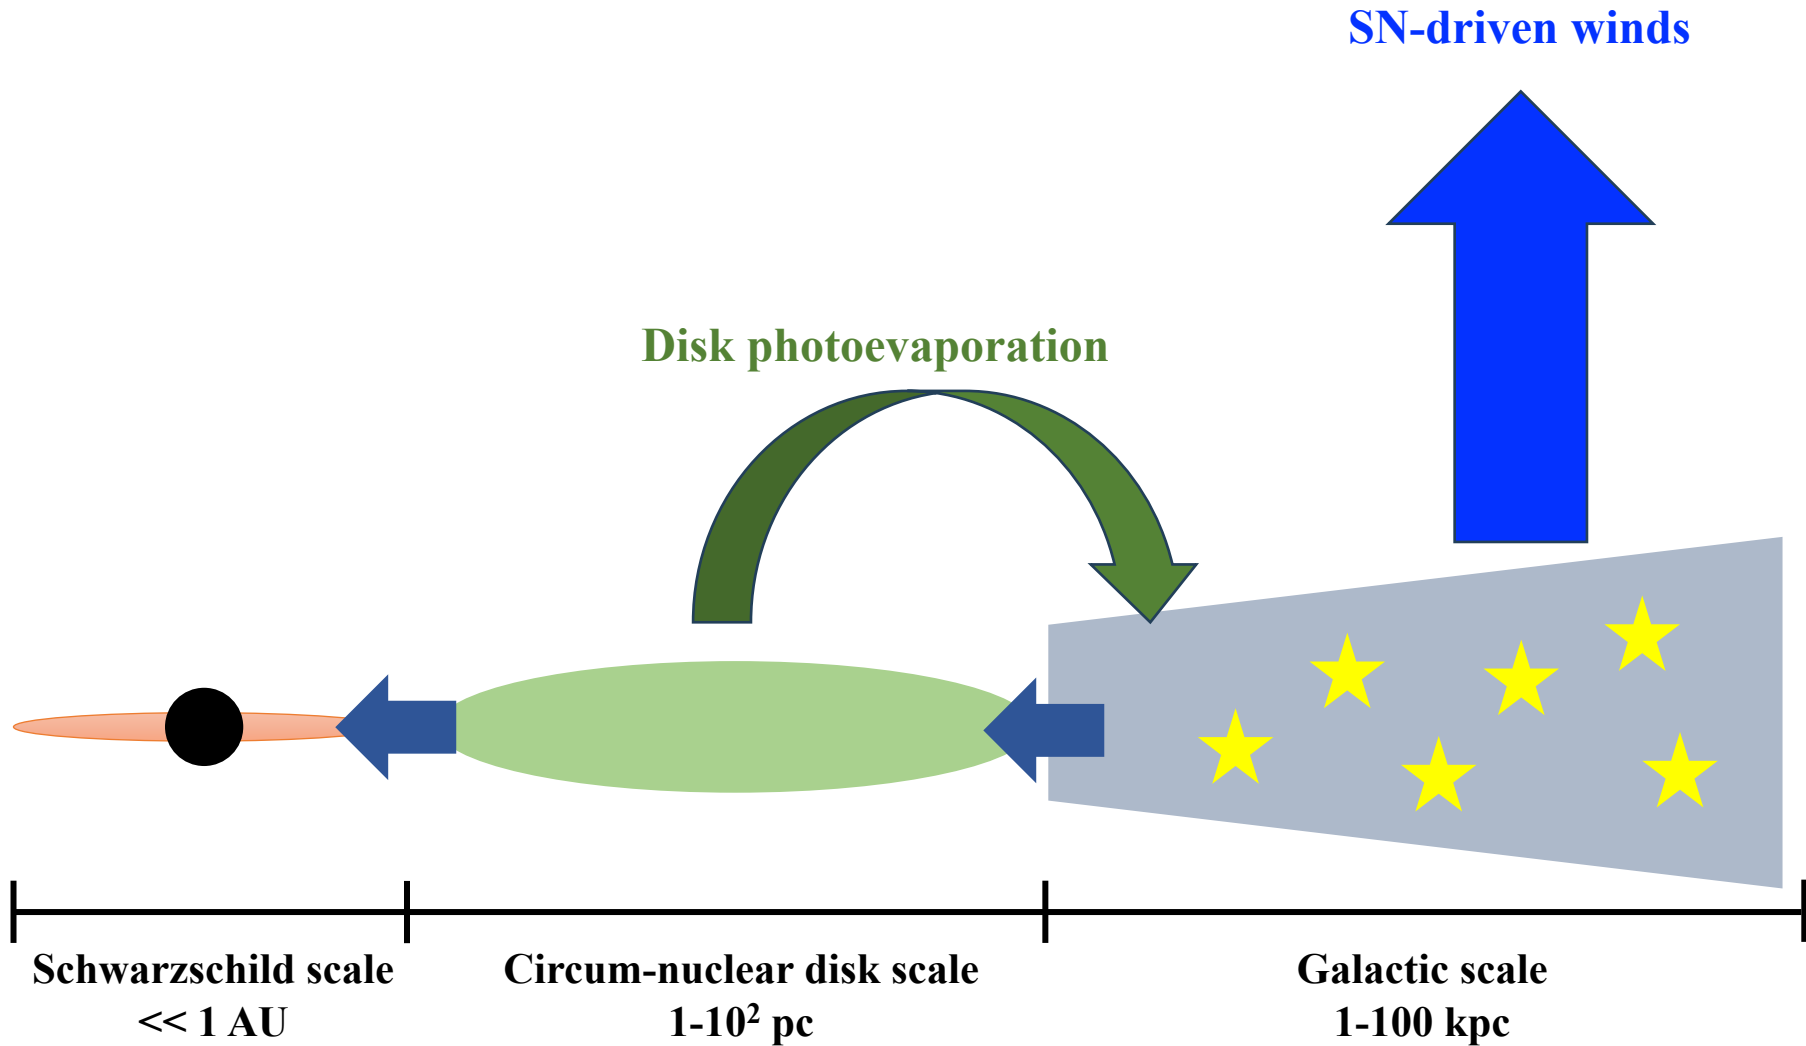 SN-driven winds
Disk photoevaporation
Schwarzschild scale
<< 1 AU
Circum-nuclear disk scale
1-10² pc
Galactic scale
1-100 kpc